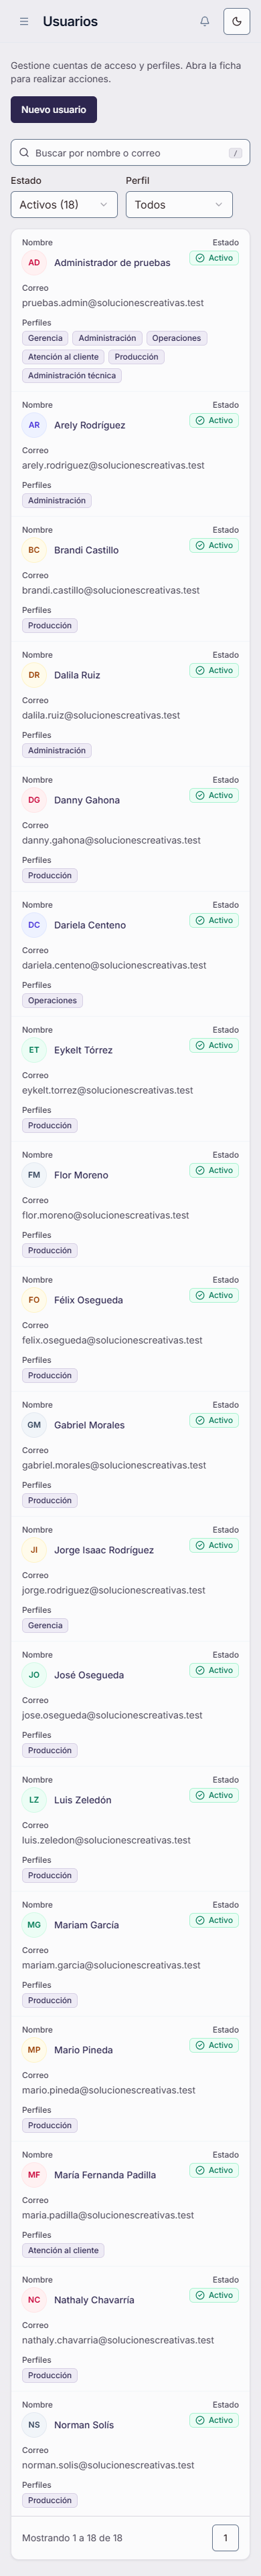 Usuarios
Gestione cuentas de acceso y perfiles. Abra la ficha
para realizar acciones.
Nuevo usuario
Buscar por nombre o correo /
Estado Perfil
Activos (18) Todos
Nombre Estado
AD Administrador de pruebas Activo
Correo
pruebas.admin@solucionescreativas.test
Perfiles
Gerencia Administración Operaciones
Atención al cliente Producción
Administración técnica
Nombre Estado
AR Arely Rodríguez Activo
Correo
arely.rodriguez@solucionescreativas.test
Perfiles
Administración
Nombre Estado
BC Brandi Castillo Activo
Correo
brandi.castillo@solucionescreativas.test
Perfiles
Producción
Nombre Estado
DR Dalila Ruiz Activo
Correo
dalila.ruiz@solucionescreativas.test
Perfiles
Administración
Nombre Estado
DG Danny Gahona Activo
Correo
danny.gahona@solucionescreativas.test
Perfiles
Producción
Nombre Estado
DC Dariela Centeno Activo
Correo
dariela.centeno@solucionescreativas.test
Perfiles
Operaciones
Nombre Estado
ET Eykelt Tórrez Activo
Correo
eykelt.torrez@solucionescreativas.test
Perfiles
Producción
Nombre Estado
FM Flor Moreno Activo
Correo
flor.moreno@solucionescreativas.test
Perfiles
Producción
Nombre Estado
FO Félix Osegueda Activo
Correo
felix.osegueda@solucionescreativas.test
Perfiles
Producción
Nombre Estado
GM Gabriel Morales Activo
Correo
gabriel.morales@solucionescreativas.test
Perfiles
Producción
Nombre Estado
JI Jorge Isaac Rodríguez Activo
Correo
jorge.rodriguez@solucionescreativas.test
Perfiles
Gerencia
Nombre Estado
JO José Osegueda Activo
Correo
jose.osegueda@solucionescreativas.test
Perfiles
Producción
Nombre Estado
LZ Luis Zeledón Activo
Correo
luis.zeledon@solucionescreativas.test
Perfiles
Producción
Nombre Estado
MG Mariam García Activo
Correo
mariam.garcia@solucionescreativas.test
Perfiles
Producción
Nombre Estado
MP Mario Pineda Activo
Correo
mario.pineda@solucionescreativas.test
Perfiles
Producción
Nombre Estado
MF María Fernanda Padilla Activo
Correo
maria.padilla@solucionescreativas.test
Perfiles
Atención al cliente
Nombre Estado
NC Nathaly Chavarría Activo
Correo
nathaly.chavarria@solucionescreativas.test
Perfiles
Producción
Nombre Estado
NS Norman Solís Activo
Correo
norman.solis@solucionescreativas.test
Perfiles
Producción
Mostrando 1 a 18 de 18 1